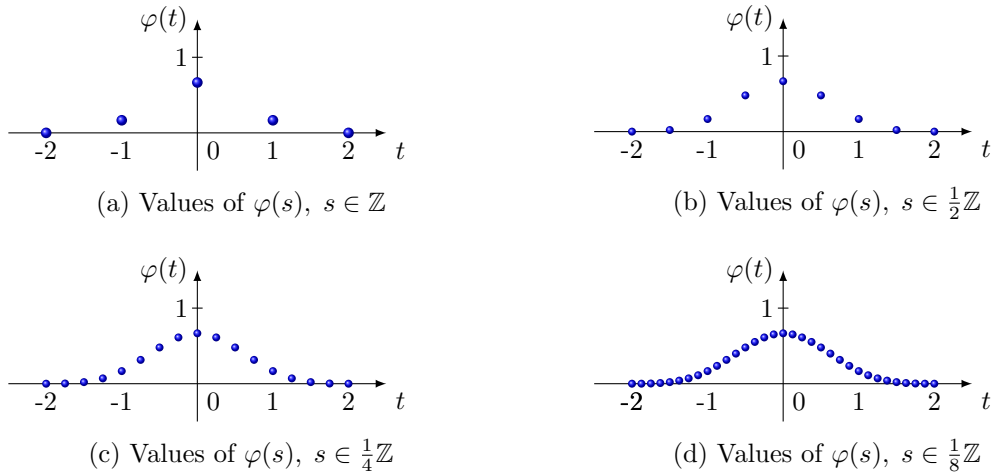 φ(t)
1
-2 -1 0 1 2 t
(a) Values of φ(s), s ∈ ℤ
φ(t)
1
-2 -1 0 1 2 t
(b) Values of φ(s), s ∈ ½ℤ
φ(t)
1
-2 -1 0 1 2 t
(c) Values of φ(s), s ∈ ¼ℤ
φ(t)
1
-2 -1 0 1 2 t
(d) Values of φ(s), s ∈ ⅛ℤ